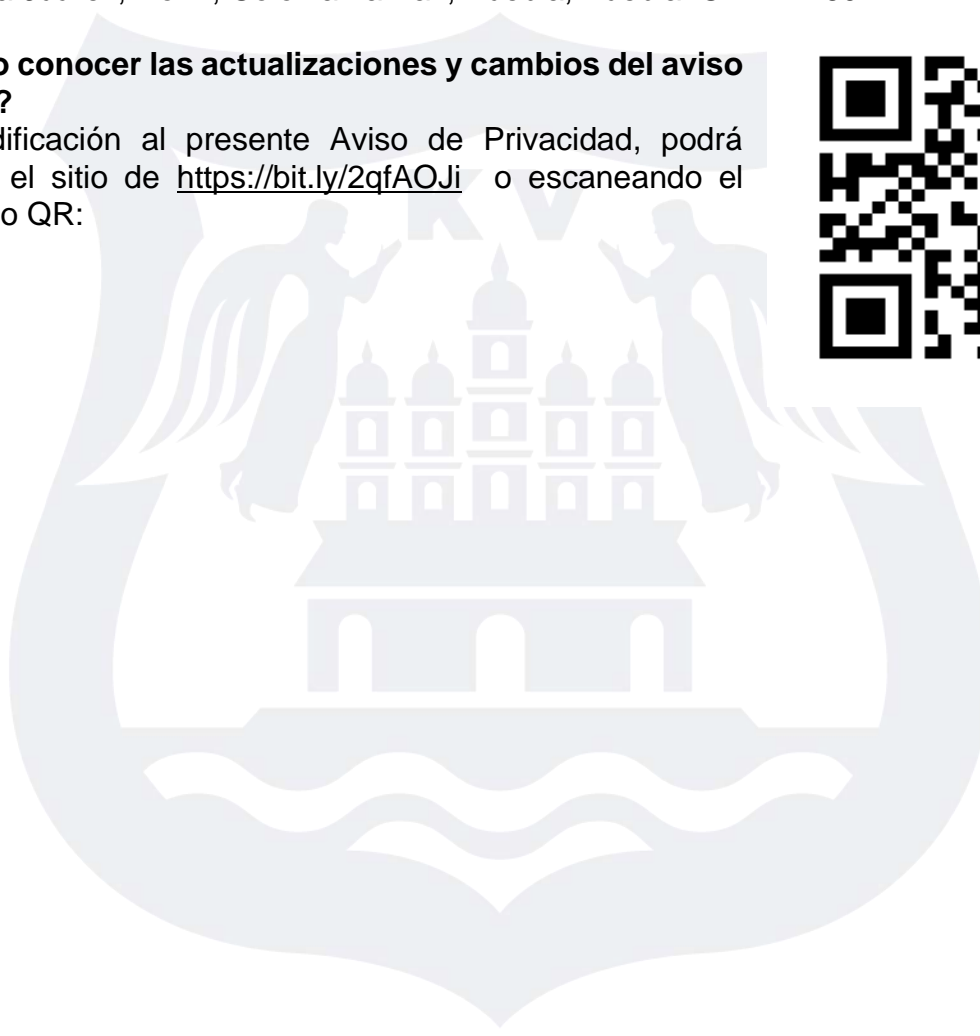 o conocer las actualizaciones y cambios del aviso
?
dificación al presente Aviso de Privacidad, podrá
el sitio de https://bit.ly/2qfAOJi o escaneando el
o QR:
KV